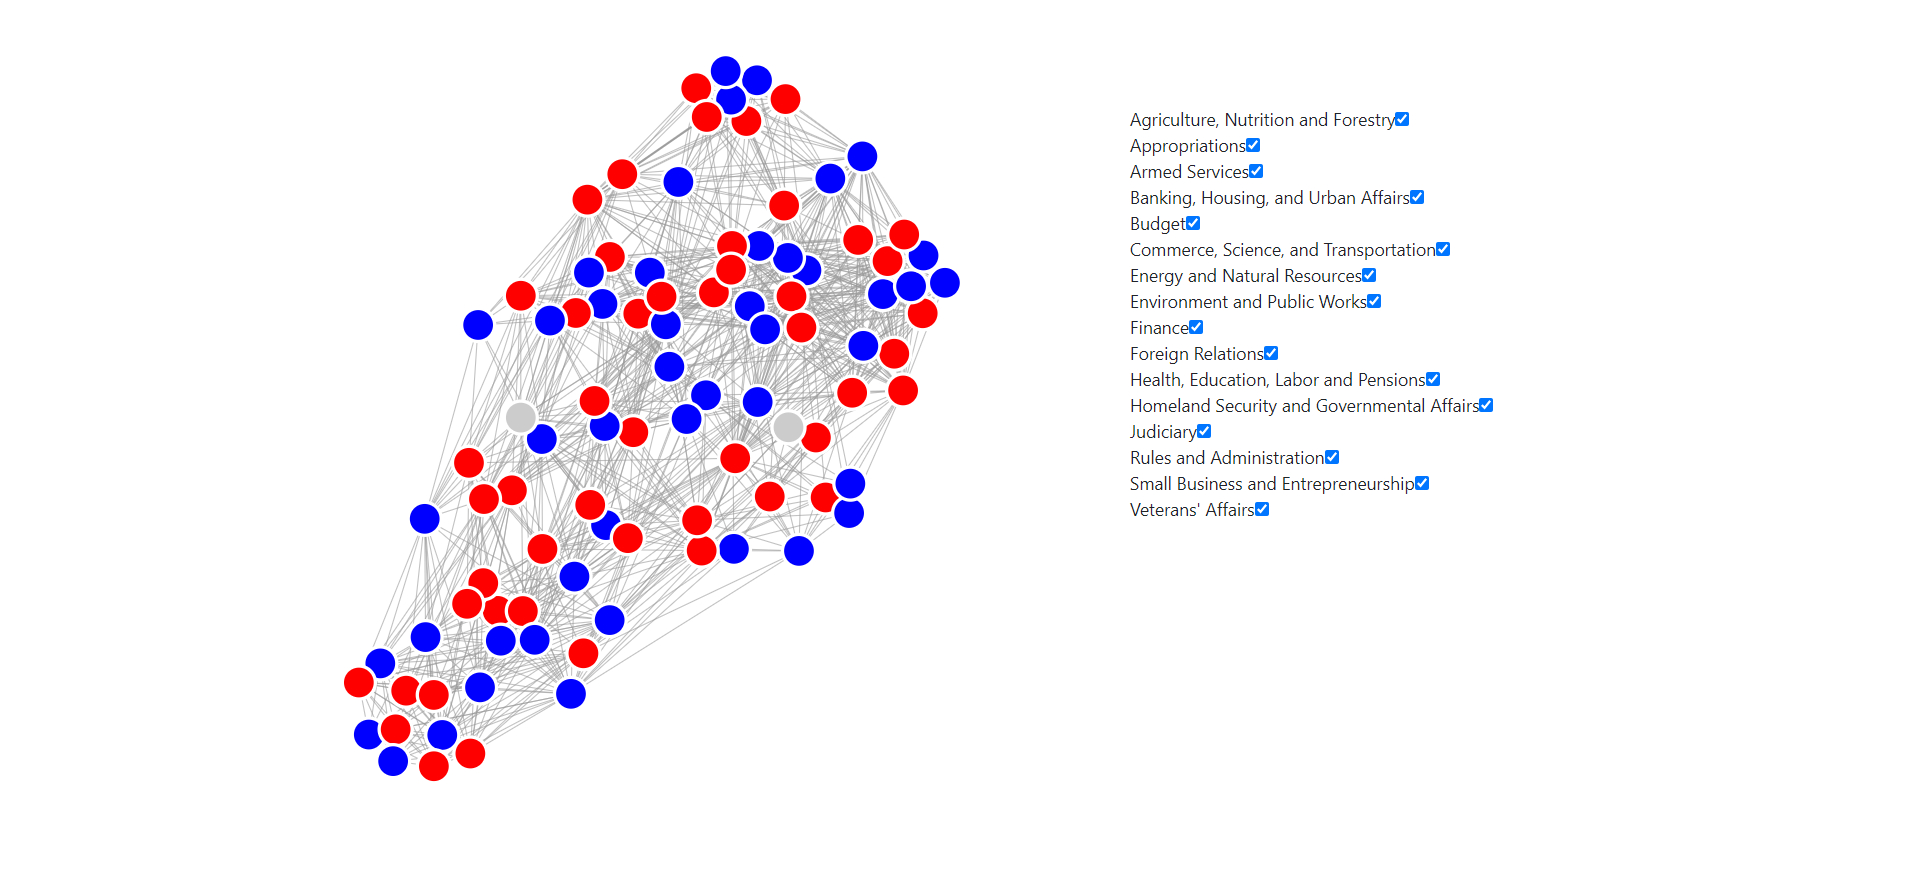 Agriculture, Nutrition and Forestry
Appropriations
Armed Services
Banking, Housing, and Urban Affairs
Budget
Commerce, Science, and Transportation
Energy and Natural Resources
Environment and Public Works
Finance
Foreign Relations
Health, Education, Labor and Pensions
Homeland Security and Governmental Affairs
Judiciary
Rules and Administration
Small Business and Entrepreneurship
Veterans' Affairs